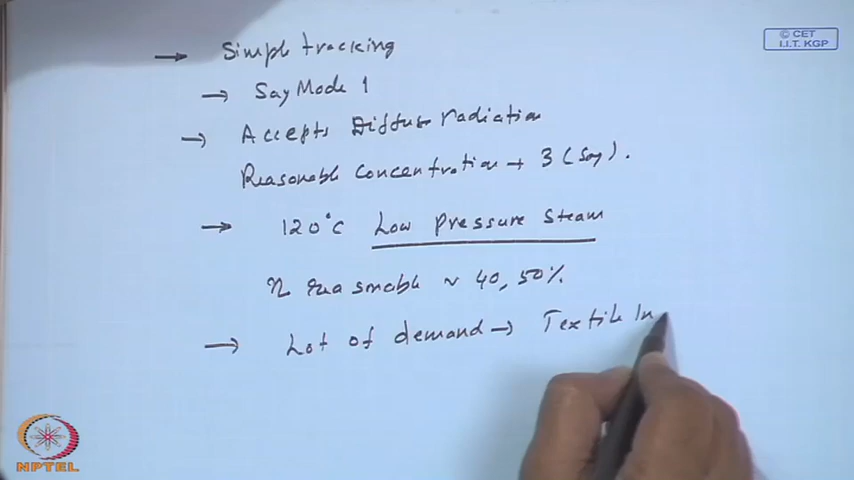 © CET
I.I.T. KGP
→ Simple tracking
→ Say Mode 1
→ Accepts Diffuse radiation
Reasonable concentration → 3 (say).
→ 120°C Low Pressure Steam
η reasonable ~ 40, 50%
→ Lot of demand → Textile In
NPTEL